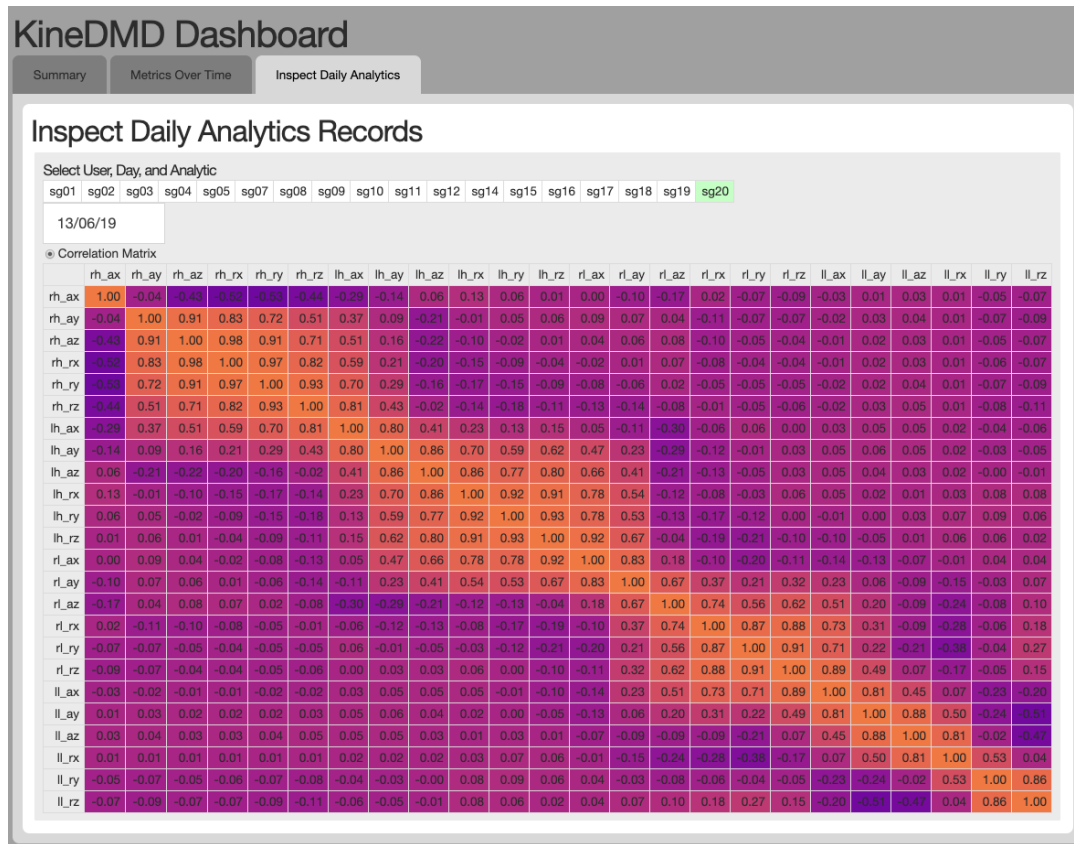 KineDMD Dashboard
Summary Metrics Over Time Inspect Daily Analytics
Inspect Daily Analytics Records
Select User, Day, and Analytic
sg01 sg02 sg03 sg04 sg05 sg07 sg08 sg09 sg10 sg11 sg12 sg14 sg15 sg16 sg17 sg18 sg19 sg20
13/06/19
Correlation Matrix
rh_ax rh_ay rh_az rh_rx rh_ry rh_rz lh_ax lh_ay lh_az lh_rx lh_ry lh_rz rl_ax rl_ay rl_az rl_rx rl_ry rl_rz ll_ax ll_ay ll_az ll_rx ll_ry ll_rz
rh_ax 1.00 -0.04 -0.43 -0.52 -0.53 -0.44 -0.29 -0.14 0.06 0.13 0.06 0.01 0.00 -0.10 -0.17 0.02 -0.07 -0.09 -0.03 0.01 0.03 0.01 -0.05 -0.07
rh_ay -0.04 1.00 0.91 0.83 0.72 0.51 0.37 0.09 -0.21 -0.01 0.05 0.06 0.09 0.07 0.04 -0.11 -0.07 -0.07 -0.02 0.03 0.04 0.01 -0.07 -0.09
rh_az -0.43 0.91 1.00 0.98 0.91 0.71 0.51 0.16 -0.22 -0.10 -0.02 0.01 0.04 0.06 0.08 -0.10 -0.05 -0.04 -0.01 0.02 0.03 0.01 -0.05 -0.07
rh_rx -0.52 0.83 0.98 1.00 0.97 0.82 0.59 0.21 -0.20 -0.15 -0.09 -0.04 -0.02 0.01 0.07 -0.08 -0.04 -0.04 -0.01 0.02 0.03 0.01 -0.06 -0.07
rh_ry -0.53 0.72 0.91 0.97 1.00 0.93 0.70 0.29 -0.16 -0.17 -0.15 -0.09 -0.08 -0.06 0.02 -0.05 -0.05 -0.05 -0.02 0.02 0.04 0.01 -0.07 -0.09
rh_rz -0.44 0.51 0.71 0.82 0.93 1.00 0.81 0.43 -0.02 -0.14 -0.18 -0.11 -0.13 -0.14 -0.08 -0.01 -0.05 -0.06 -0.02 0.03 0.05 0.01 -0.08 -0.11
lh_ax -0.29 0.37 0.51 0.59 0.70 0.81 1.00 0.80 0.41 0.23 0.13 0.15 0.05 -0.11 -0.30 -0.06 0.06 0.00 0.03 0.05 0.05 0.02 -0.04 -0.06
lh_ay -0.14 0.09 0.16 0.21 0.29 0.43 0.80 1.00 0.86 0.70 0.59 0.62 0.47 0.23 -0.29 -0.12 -0.01 0.03 0.05 0.06 0.05 0.02 -0.03 -0.05
lh_az 0.06 -0.21 -0.22 -0.20 -0.16 -0.02 0.41 0.86 1.00 0.86 0.77 0.80 0.66 0.41 -0.21 -0.13 -0.05 0.03 0.05 0.04 0.03 0.02 -0.00 -0.01
lh_rx 0.13 -0.01 -0.10 -0.15 -0.17 -0.14 0.23 0.70 0.86 1.00 0.92 0.91 0.78 0.54 -0.12 -0.08 -0.03 0.06 0.05 0.02 0.01 0.03 0.08 0.08
lh_ry 0.06 0.05 -0.02 -0.09 -0.15 -0.18 0.13 0.59 0.77 0.92 1.00 0.93 0.78 0.53 -0.13 -0.17 -0.12 0.00 -0.01 0.00 0.03 0.07 0.09 0.06
lh_rz 0.01 0.06 0.01 -0.04 -0.09 -0.11 0.15 0.62 0.80 0.91 0.93 1.00 0.92 0.67 -0.04 -0.19 -0.21 -0.10 -0.10 -0.05 0.01 0.06 0.06 0.02
rl_ax 0.00 0.09 0.04 -0.02 -0.08 -0.13 0.05 0.47 0.66 0.78 0.78 0.92 1.00 0.83 0.18 -0.10 -0.20 -0.11 -0.14 -0.13 -0.07 -0.01 0.04 0.04
rl_ay -0.10 0.07 0.06 0.01 -0.06 -0.14 -0.11 0.23 0.41 0.54 0.53 0.67 0.83 1.00 0.67 0.37 0.21 0.32 0.23 0.06 -0.09 -0.15 -0.03 0.07
rl_az -0.17 0.04 0.08 0.07 0.02 -0.08 -0.30 -0.29 -0.21 -0.12 -0.13 -0.04 0.18 0.67 1.00 0.74 0.56 0.62 0.51 0.20 -0.09 -0.24 -0.08 0.10
rl_rx 0.02 -0.11 -0.10 -0.08 -0.05 -0.01 -0.06 -0.12 -0.13 -0.08 -0.17 -0.19 -0.10 0.37 0.74 1.00 0.87 0.88 0.73 0.31 -0.09 -0.28 -0.06 0.18
rl_ry -0.07 -0.07 -0.05 -0.04 -0.05 -0.05 0.06 -0.01 -0.05 -0.03 -0.12 -0.21 -0.20 0.21 0.56 0.87 1.00 0.91 0.71 0.22 -0.21 -0.38 -0.04 0.27
rl_rz -0.09 -0.07 -0.04 -0.04 -0.05 -0.06 0.00 0.03 0.03 0.06 0.00 -0.10 -0.11 0.32 0.62 0.88 0.91 1.00 0.89 0.49 0.07 -0.17 -0.05 0.15
ll_ax -0.03 -0.02 -0.01 -0.01 -0.02 -0.02 0.03 0.05 0.05 0.05 -0.01 -0.10 -0.14 0.23 0.51 0.73 0.71 0.89 1.00 0.81 0.45 0.07 -0.23 -0.20
ll_ay 0.01 0.03 0.02 0.02 0.02 0.03 0.05 0.06 0.04 0.02 0.00 -0.05 -0.13 0.06 0.20 0.31 0.22 0.49 0.81 1.00 0.88 0.50 -0.24 -0.51
ll_az 0.03 0.04 0.03 0.03 0.04 0.05 0.05 0.05 0.03 0.01 0.03 0.01 -0.07 -0.09 -0.09 -0.09 -0.21 0.07 0.45 0.88 1.00 0.81 -0.02 -0.47
ll_rx 0.01 0.01 0.01 0.01 0.01 0.01 0.02 0.02 0.02 0.03 0.07 0.06 -0.01 -0.15 -0.24 -0.28 -0.38 -0.17 0.07 0.50 0.81 1.00 0.53 0.04
ll_ry -0.05 -0.07 -0.05 -0.06 -0.07 -0.08 -0.04 -0.03 -0.00 0.08 0.09 0.06 0.04 -0.03 -0.08 -0.06 -0.04 -0.05 -0.23 -0.24 -0.02 0.53 1.00 0.86
ll_rz -0.07 -0.09 -0.07 -0.07 -0.09 -0.11 -0.06 -0.05 -0.01 0.08 0.06 0.02 0.04 0.07 0.10 0.18 0.27 0.15 -0.20 -0.51 -0.47 0.04 0.86 1.00